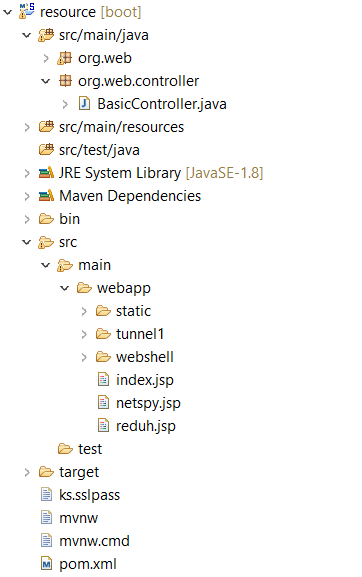 resource [boot]
src/main/java
org.web
org.web.controller
BasicController.java
src/main/resources
src/test/java
JRE System Library [JavaSE-1.8]
Maven Dependencies
bin
src
main
webapp
static
tunnel1
webshell
index.jsp
netspy.jsp
reduh.jsp
test
target
ks.sslpass
mvnw
mvnw.cmd
pom.xml